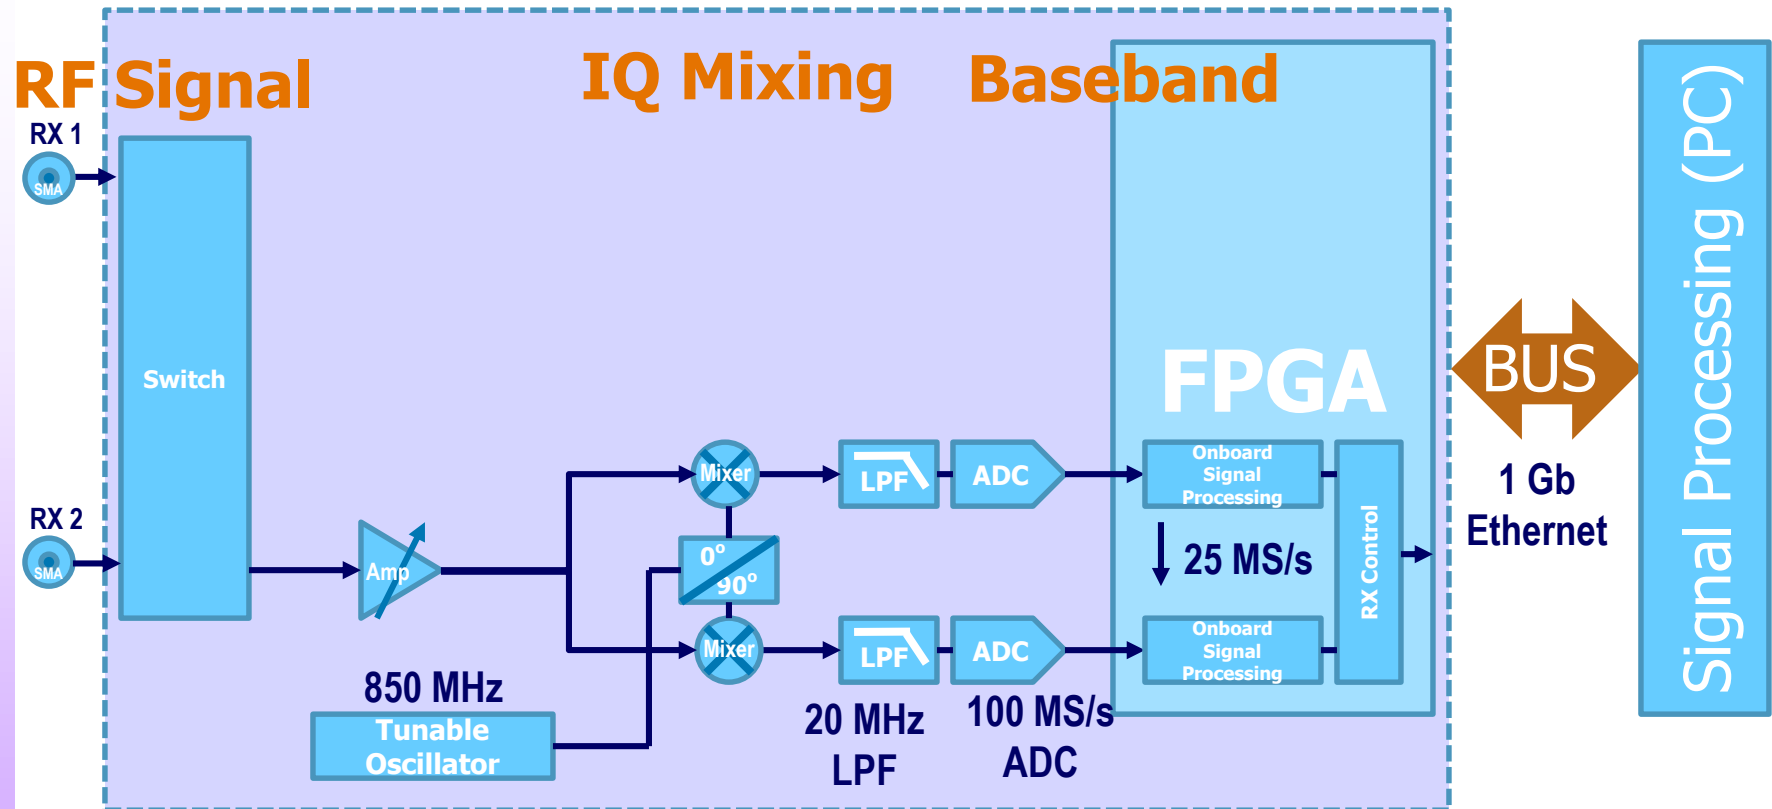 RF Signal
IQ Mixing
Baseband
RX 1
SMA
Switch
RX 2
SMA
Amp
850 MHz
Tunable
Oscillator
Mixer
0°
90°
Mixer
LPF
LPF
20 MHz
LPF
ADC
ADC
100 MS/s
ADC
FPGA
Onboard
Signal
Processing
25 MS/s
Onboard
Signal
Processing
RX Control
BUS
1 Gb
Ethernet
Signal Processing (PC)